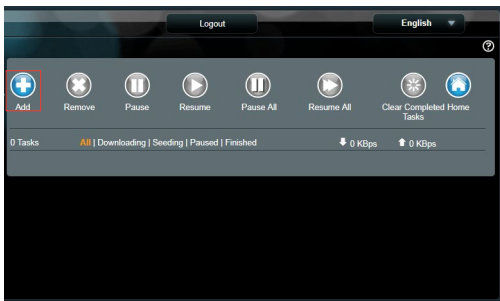 Logout English
Add Remove Pause Resume Pause All Resume All Clear Completed Home
Tasks
0 Tasks All | Downloading | Seeding | Paused | Finished 0 KBps 0 KBps